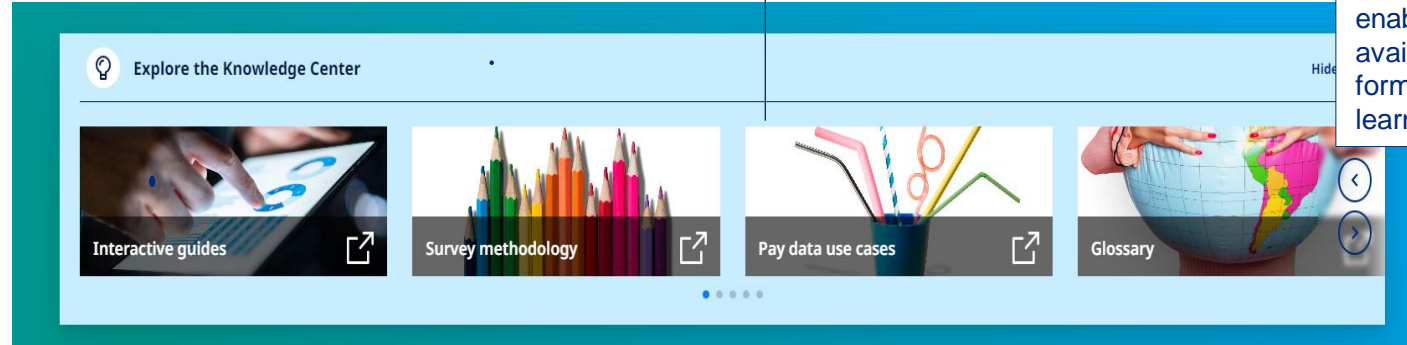 Explore the Knowledge Center
Hide
Interactive guides
Survey methodology
Pay data use cases
Glossary